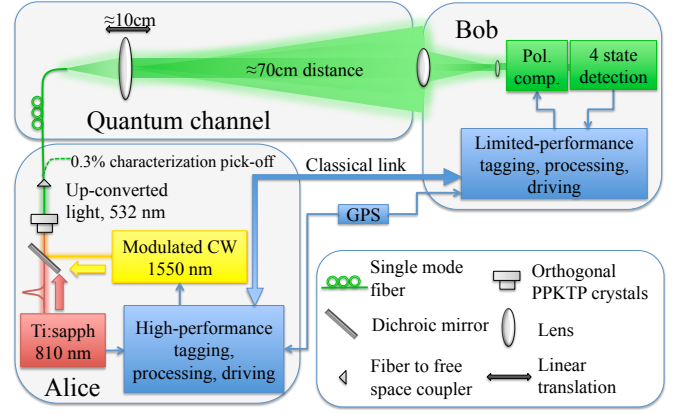 ≈10cm
≈70cm distance
Quantum channel
Bob
Pol.
comp.
4 state
detection
Limited-performance
tagging, processing,
driving
0.3% characterization pick-off
Up-converted
light, 532 nm
Classical link
GPS
Modulated CW
1550 nm
Ti:sapph
810 nm
High-performance
tagging,
processing, driving
Alice
Single mode
fiber
Orthogonal
PPKTP crystals
Dichroic mirror
Lens
Fiber to free
space coupler
Linear
translation